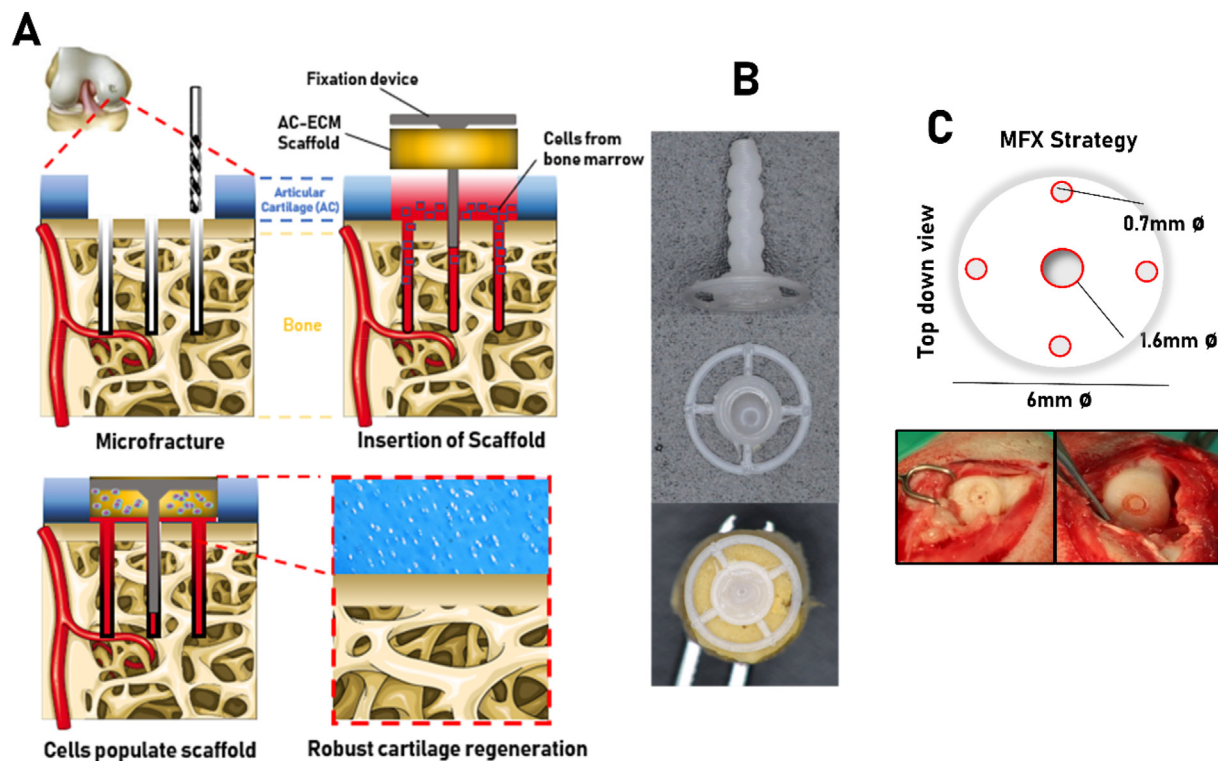 A
Fixation device
AC-ECM
Scaffold
Cells from
bone marrow
Articular
Cartilage (AC)
Bone
Microfracture
Insertion of Scaffold
Cells populate scaffold
Robust cartilage regeneration
B
C
MFX Strategy
Top down view
0.7mm Ø
1.6mm Ø
6mm Ø